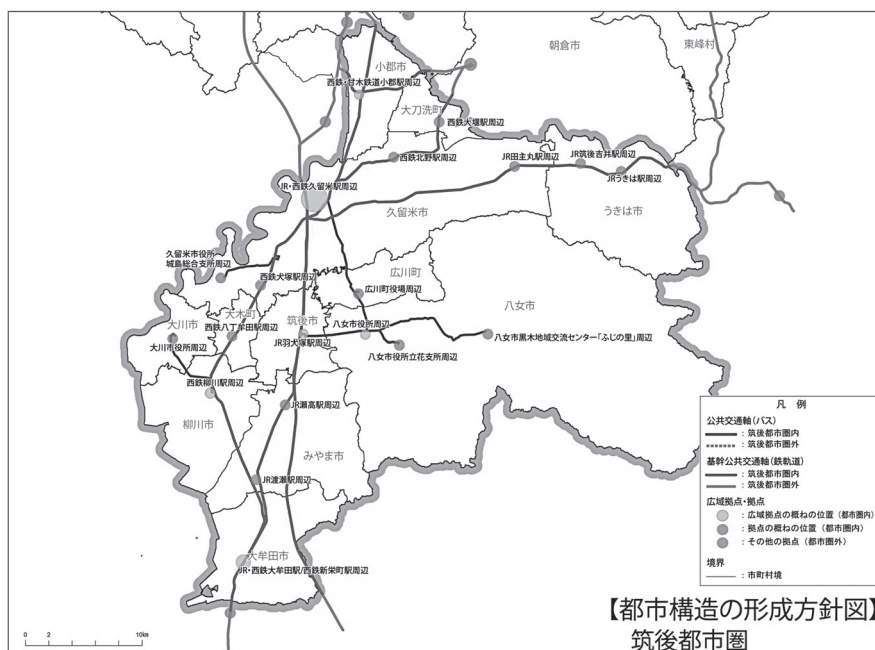 朝倉市
東峰村
小郡市
西鉄・甘木鉄道小郡駅周辺
大刀洗町
西鉄大堰駅周辺
西鉄北野駅周辺
JR田主丸駅周辺
JR筑後吉井駅周辺
JRうきは駅周辺
JR・西鉄久留米駅周辺
久留米市
うきは市
久留米市役所
城島総合支所周辺
西鉄犬塚駅周辺
広川町
広川町役場周辺
大川市
大木町
筑後市
八女市
西鉄八丁牟田駅周辺
八女市役所周辺
大川市役所周辺
JR羽犬塚駅周辺
八女市黒木地域交流センター「ふじの里」周辺
八女市役所立花支所周辺
西鉄柳川駅周辺
JR瀬高駅周辺
柳川市
みやま市
JR渡瀬駅周辺
大牟田市
JR・西鉄大牟田駅/西鉄新栄町駅周辺
凡 例
公共交通軸(バス)
：筑後都市圏内
：筑後都市圏外
基幹公共交通軸(鉄軌道)
：筑後都市圏内
：筑後都市圏外
広域拠点・拠点
：広域拠点の概ねの位置（都市圏内）
：拠点の概ねの位置（都市圏内）
：その他の拠点（都市圏外）
境界
：市町村境
【都市構造の形成方針図】
筑後都市圏
0 2 10km